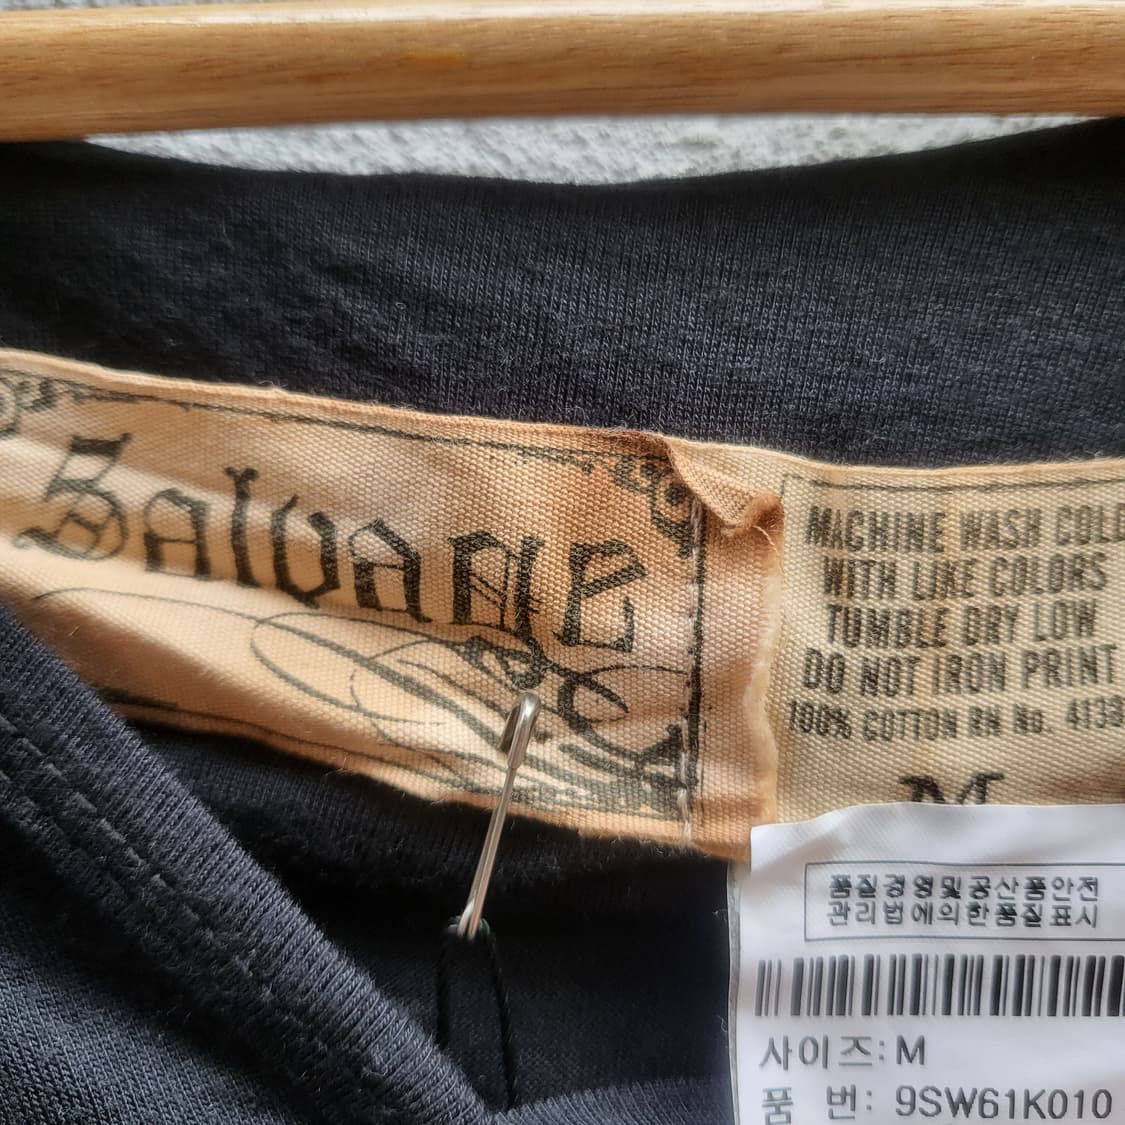 Salvage
MACHINE WASH COLD
WITH LIKE COLORS
TUMBLE DRY LOW
DO NOT IRON PRINT
100% COTTON RN No. 4138
M
품질경영및공산품안전
관리법에의한품질표시
사이즈: M
품 번: 9SW61K010